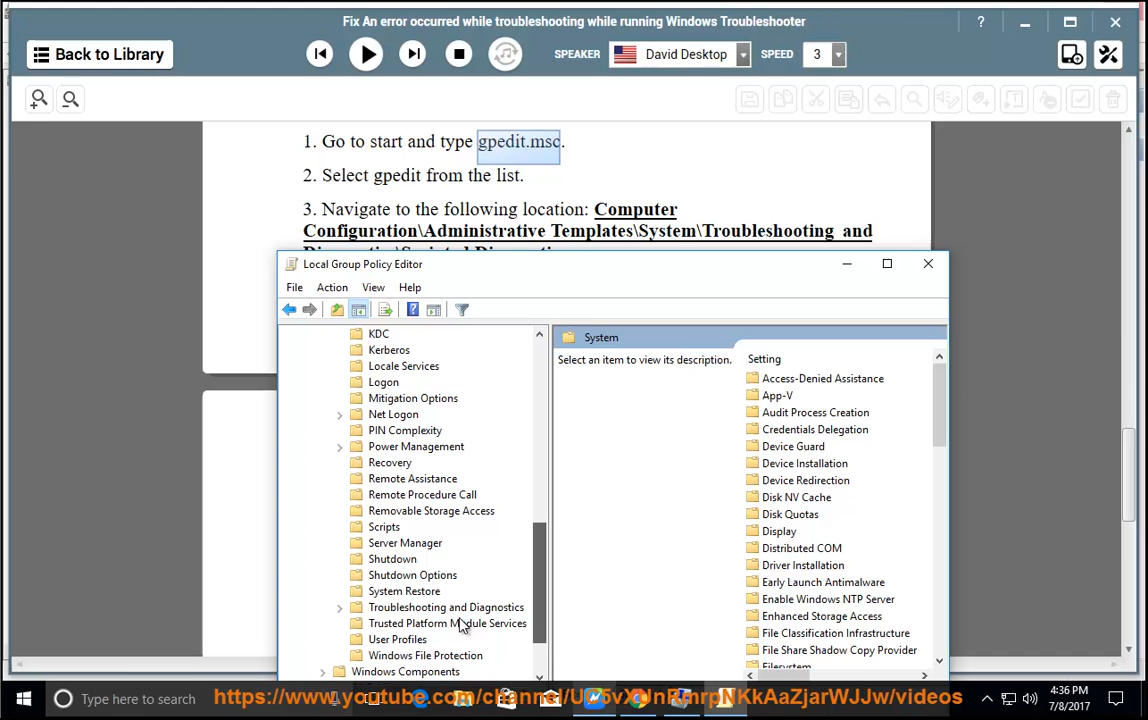 Fix An error occurred while troubleshooting while running Windows Troubleshooter
?
Back to Library
SPEAKER
David Desktop
SPEED
3
1. Go to start and type gpedit.msc.
2. Select gpedit from the list.
3. Navigate to the following location: Computer
Configuration\Administrative Templates\System\Troubleshooting and
Local Group Policy Editor
File Action View Help
KDC
Kerberos
Locale Services
Logon
Mitigation Options
Net Logon
PIN Complexity
Power Management
Recovery
Remote Assistance
Remote Procedure Call
Removable Storage Access
Scripts
Server Manager
Shutdown
Shutdown Options
System Restore
Troubleshooting and Diagnostics
Trusted Platform Module Services
User Profiles
Windows File Protection
Windows Components
System
Select an item to view its description.
Setting
Access-Denied Assistance
App-V
Audit Process Creation
Credentials Delegation
Device Guard
Device Installation
Device Redirection
Disk NV Cache
Disk Quotas
Display
Distributed COM
Driver Installation
Early Launch Antimalware
Enable Windows NTP Server
Enhanced Storage Access
File Classification Infrastructure
File Share Shadow Copy Provider
Filesystem
Type here to search
4:36 PM
7/8/2017